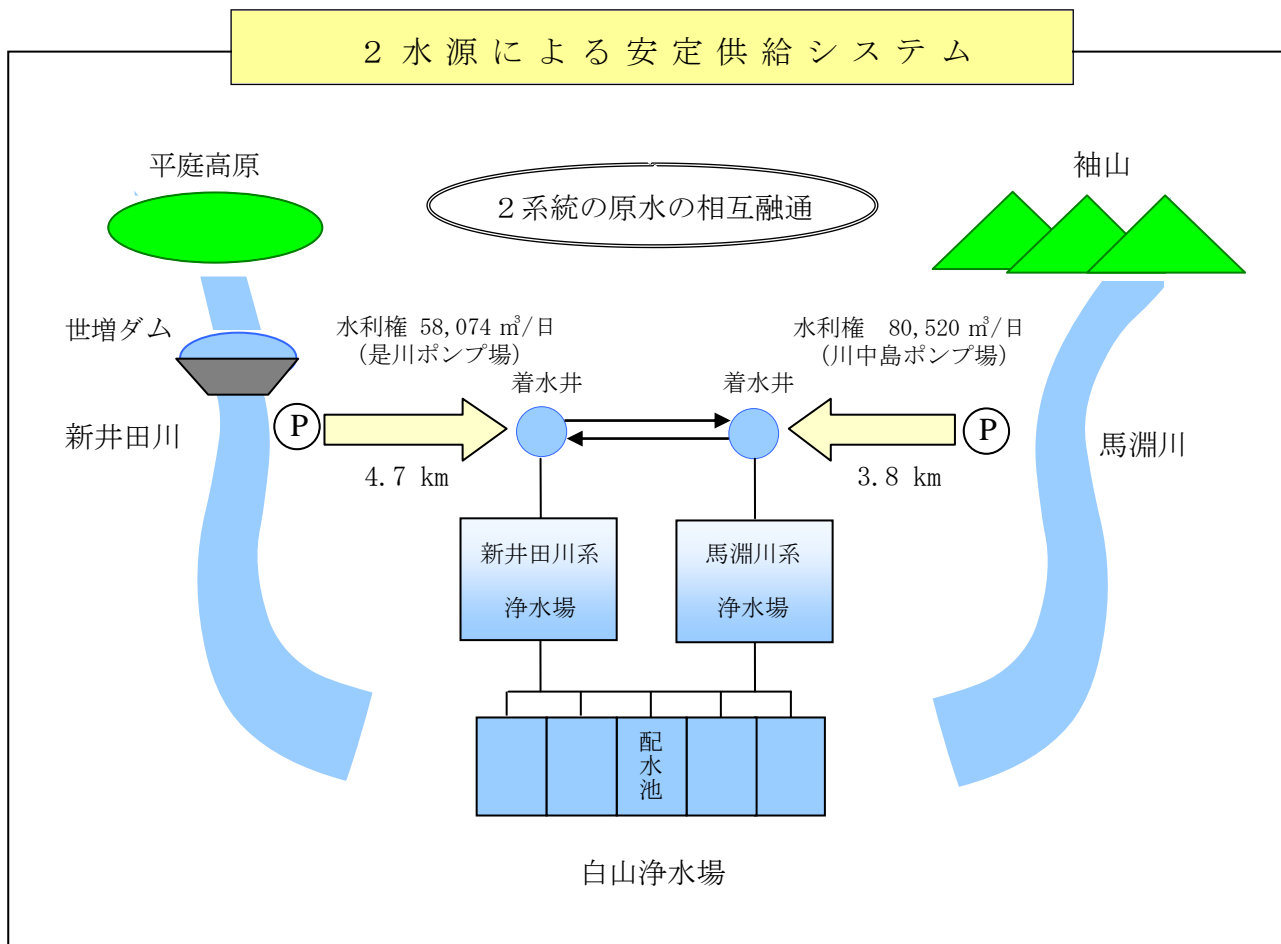 ２水源による安定供給システム
平庭高原
袖山
２系統の原水の相互融通
世増ダム
水利権 58,074 ㎥/日
（是川ポンプ場）
水利権　80,520 ㎥/日
（川中島ポンプ場）
着水井
着水井
新井田川
P
P
馬淵川
4.7 km
3.8 km
新井田川系
浄水場
馬淵川系
浄水場
配水池
白山浄水場